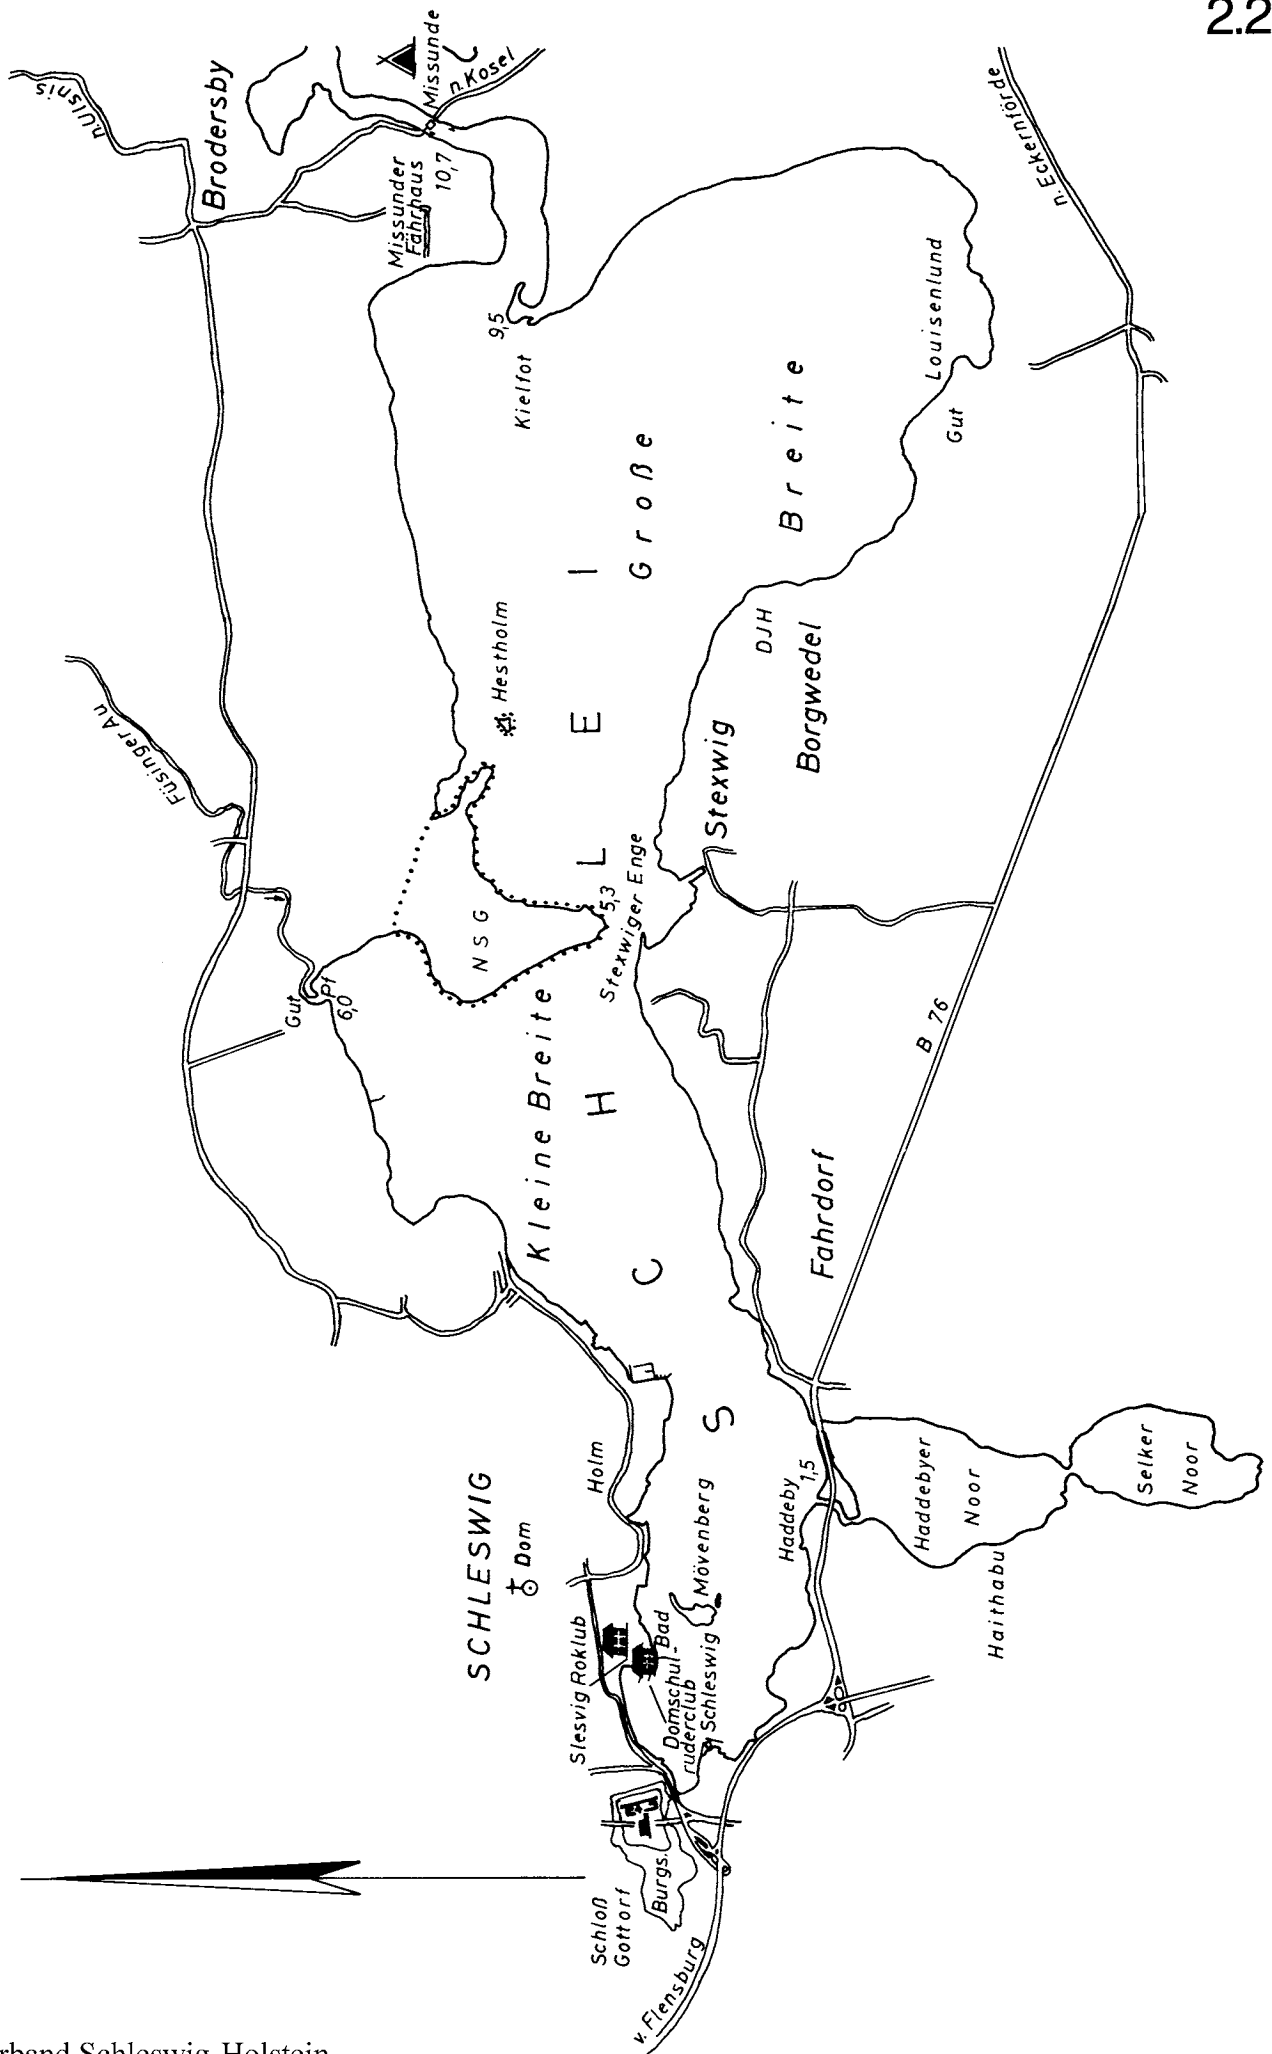 2.2
n. Ulsnis
Brodersby
Missunde
n. Kosel
Missunder
Fährhaus
10,7
n. Eckernförde
9,5
Kielfot
Louisenlund
Gut
Große
Breite
Füsinger Au
Hestholm
DJH
Borgwedel
Stexwig
Stexwiger Enge
5,3
N S G
Gut
Pf
6,0
Kleine Breite
SCHLEI
B 76
Fahrdorf
SCHLESWIG
Dom
Holm
Haddeby
1,5
Haddebyer
Noor
Selker
Noor
Haithabu
Mövenberg
Slesvig Roklub
Bad
Domschul-
ruderclub
Schleswig
Schloß
Gottorf
Burgs.
v. Flensburg
rband Schleswig-Holstein